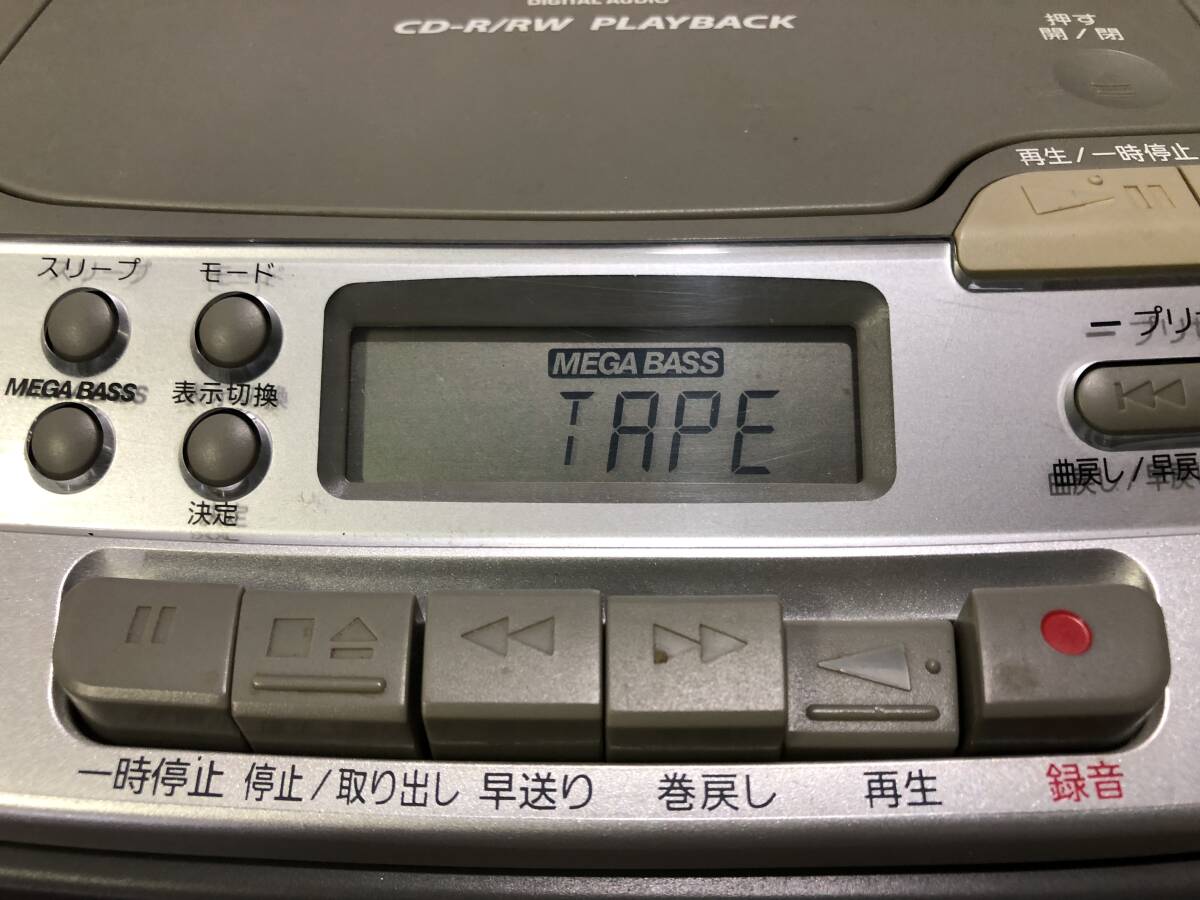 DIGITAL AUDIO
CD-R/RW PLAYBACK
押す
開/閉
再生/一時停止
スリープ
モード
MEGA BASS
表示切換
決定
MEGA BASS
TAPE
曲戻し/早戻
一時停止
停止/取り出し
早送り
巻戻し
再生
録音